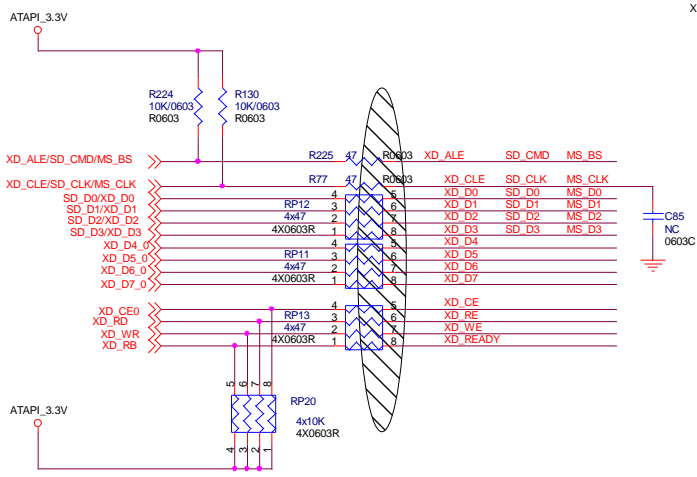 X
ATAPI_3.3V
R224 R130
10K/0603 10K/0603
R0603 R0603
XD_ALE/SD_CMD/MS_BS R225 47 R0603 XD_ALE SD_CMD MS_BS
XD_CLE/SD_CLK/MS_CLK R77 47 R0603 XD_CLE SD_CLK MS_CLK
SD_D0/XD_D0 4 5 XD_D0 SD_D0 MS_D0
SD_D1/XD_D1 RP12 3 6 XD_D1 SD_D1 MS_D1
SD_D2/XD_D2 4x47 2 7 XD_D2 SD_D2 MS_D2
SD_D3/XD_D3 4X0603R 1 8 XD_D3 SD_D3 MS_D3
C85
NC
0603C
XD_D4_0 4 5 XD_D4
XD_D5_0 RP11 3 6 XD_D5
XD_D6_0 4x47 2 7 XD_D6
XD_D7_0 4X0603R 1 8 XD_D7
XD_CE0 4 5 XD_CE
XD_RD RP13 3 6 XD_RE
XD_WR 4x47 2 7 XD_WE
XD_RB 4X0603R 1 8 XD_READY
5 6 7 8
RP20
4x10K
4X0603R
4 3 2 1
ATAPI_3.3V